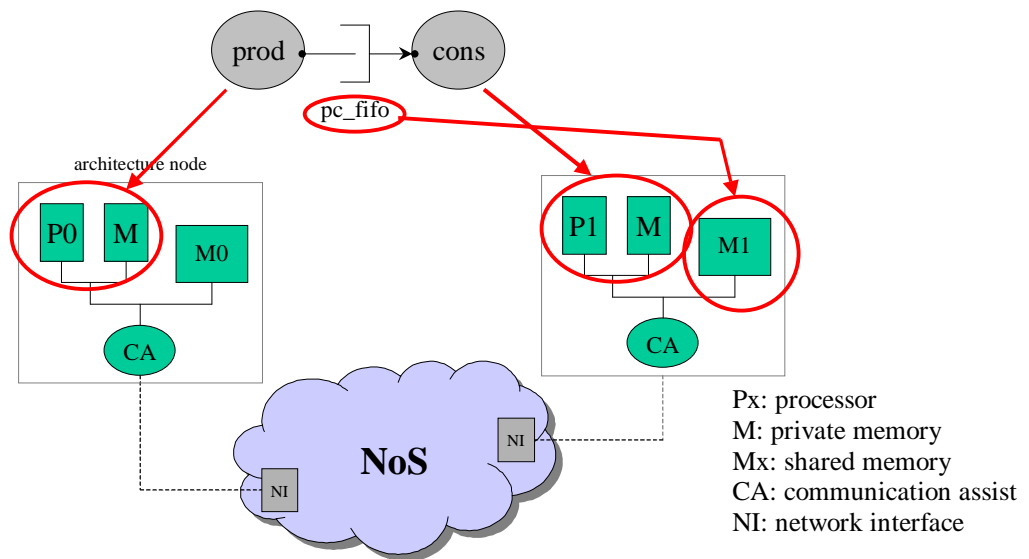 prod
cons
pc_fifo
architecture node
P0
M
M0
P1
M
M1
CA
CA
NoS
NI
NI
Px: processor
M: private memory
Mx: shared memory
CA: communication assist
NI: network interface